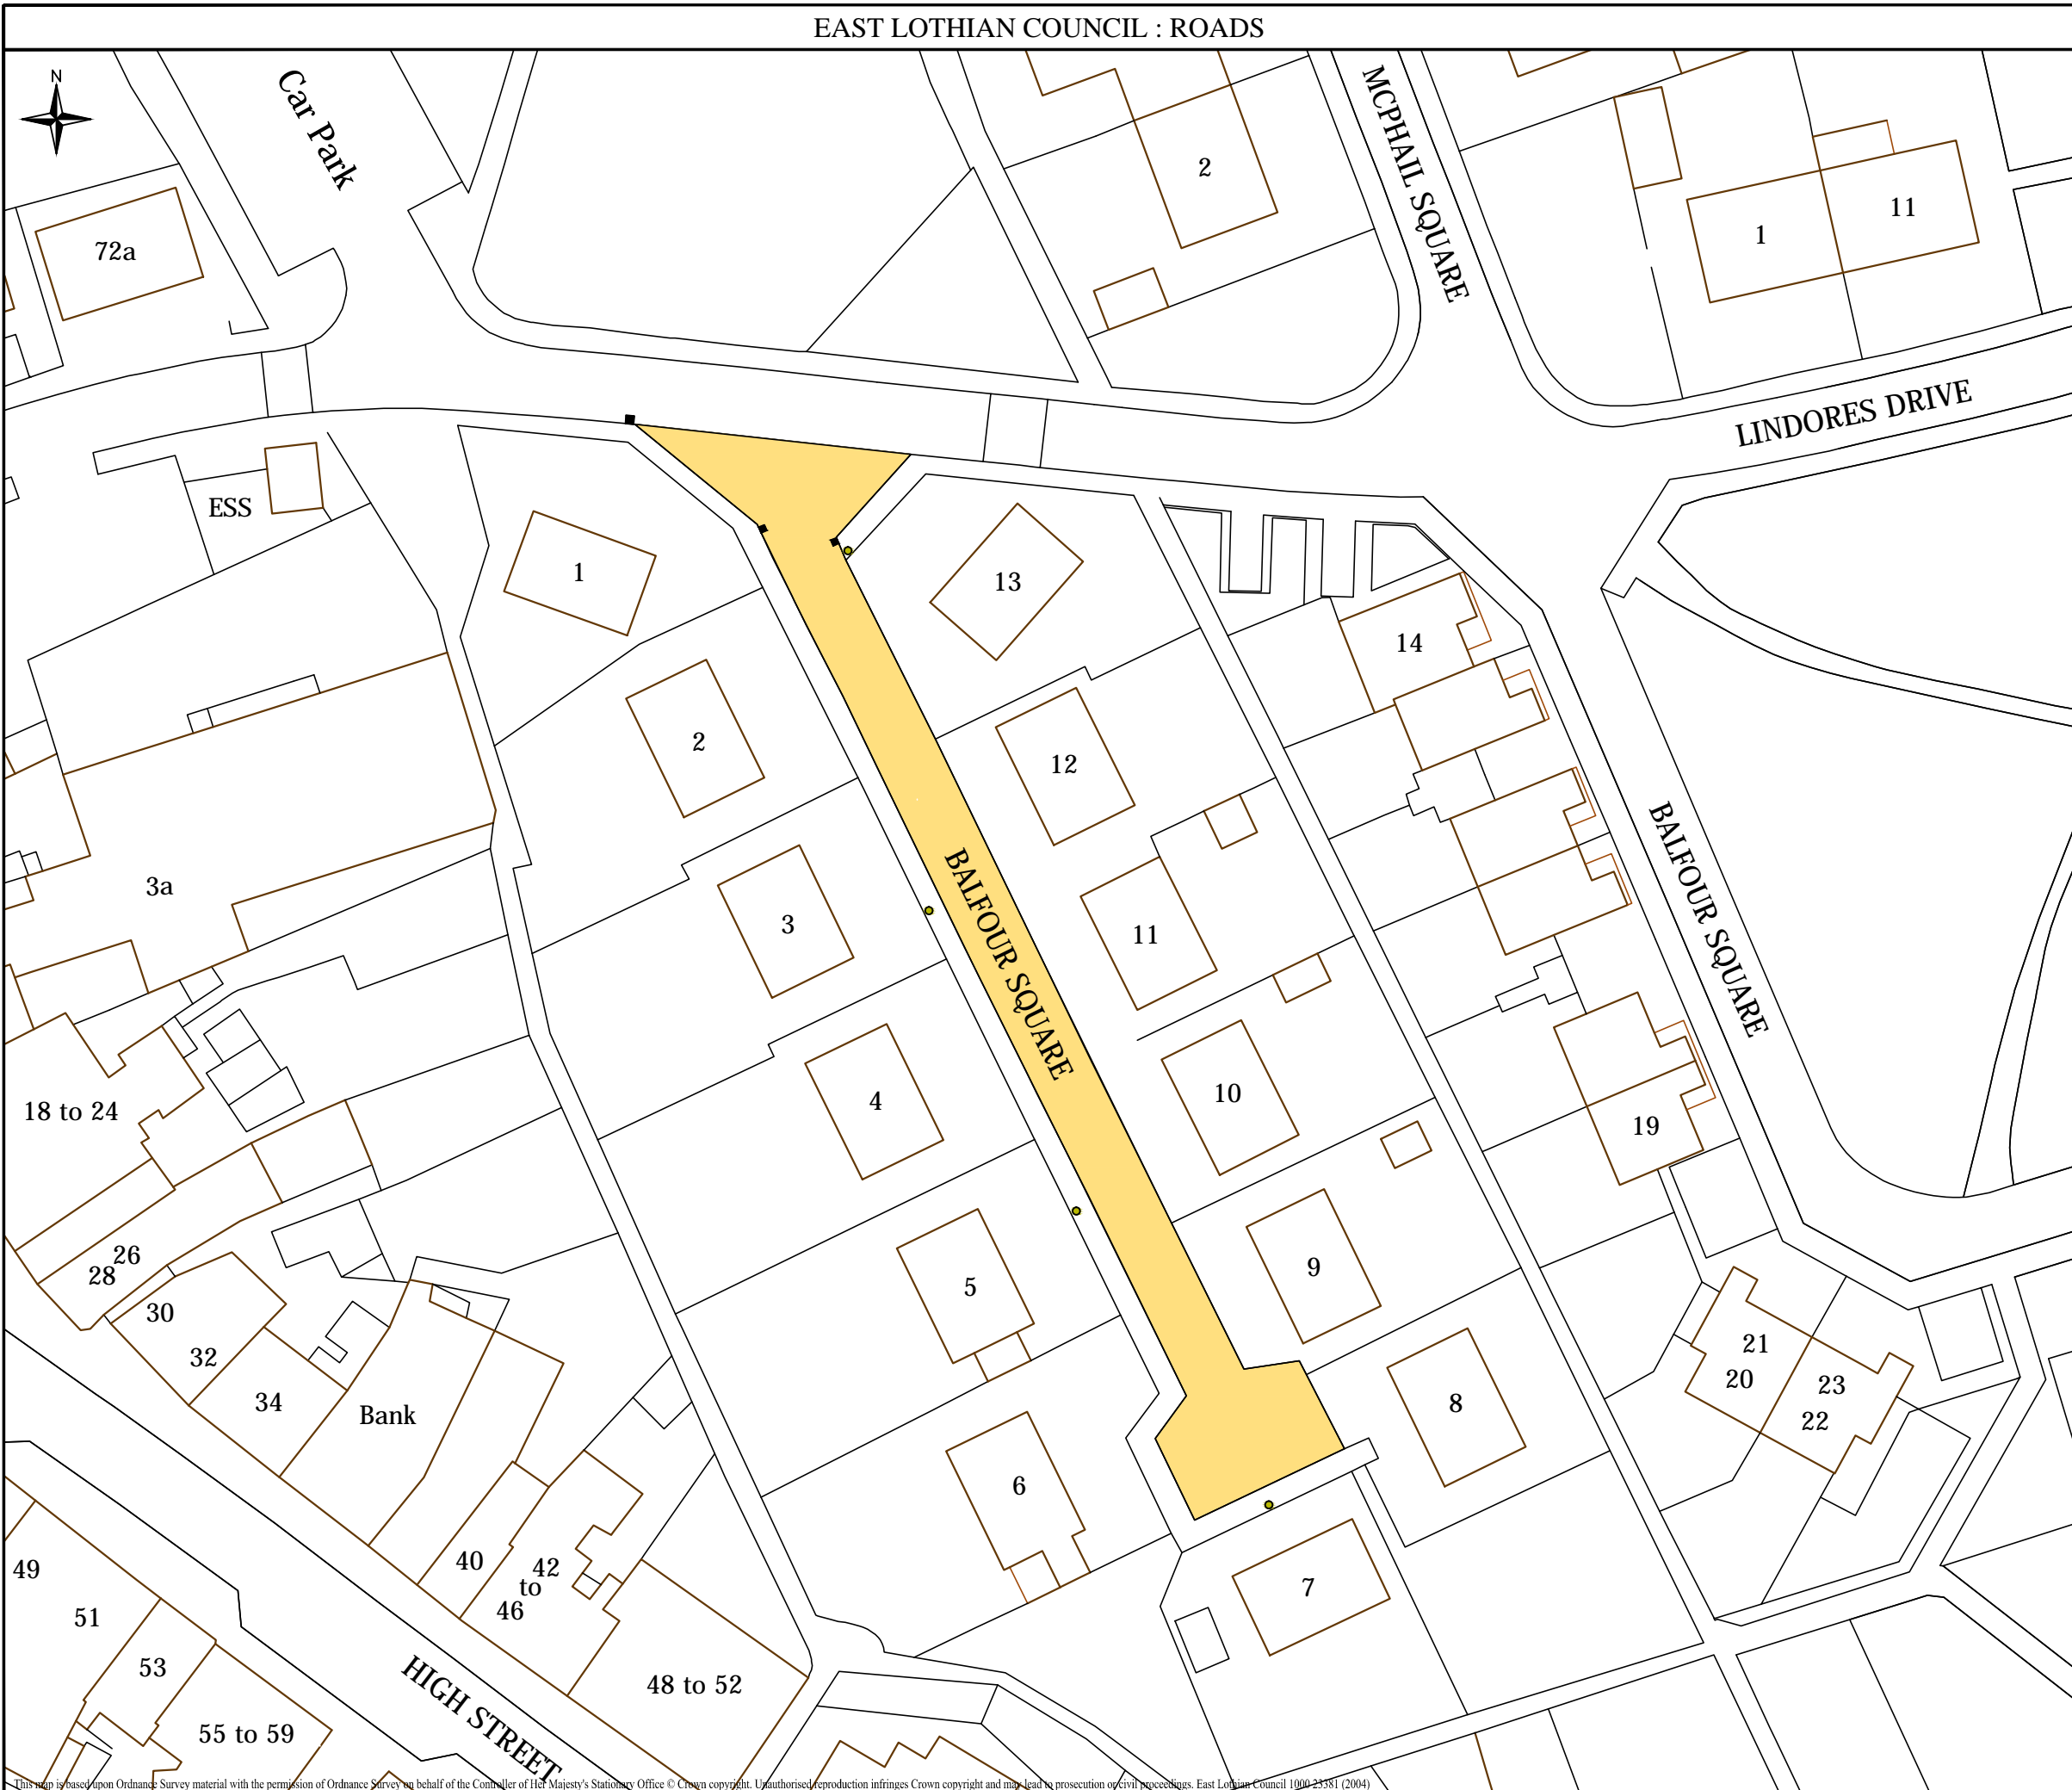 EAST LOTHIAN COUNCIL : ROADS
N
Car Park
MCPHAIL SQUARE
2
1
11
72a
LINDORES DRIVE
ESS
1
13
14
2
12
3a
3
11
BALFOUR SQUARE
BALFOUR SQUARE
4
10
18 to 24
19
26
28
5
9
30
32
21
20
23
22
34
Bank
8
6
49
40
42
to
46
7
51
53
48 to 52
55 to 59
HIGH STREET
This map is based upon Ordnance Survey material with the permission of Ordnance Survey on behalf of the Controller of Her Majesty's Stationary Office © Crown copyright. Unauthorised reproduction infringes Crown copyright and may lead to prosecution or civil proceedings. East Lothian Council 1000 23381 (2004)